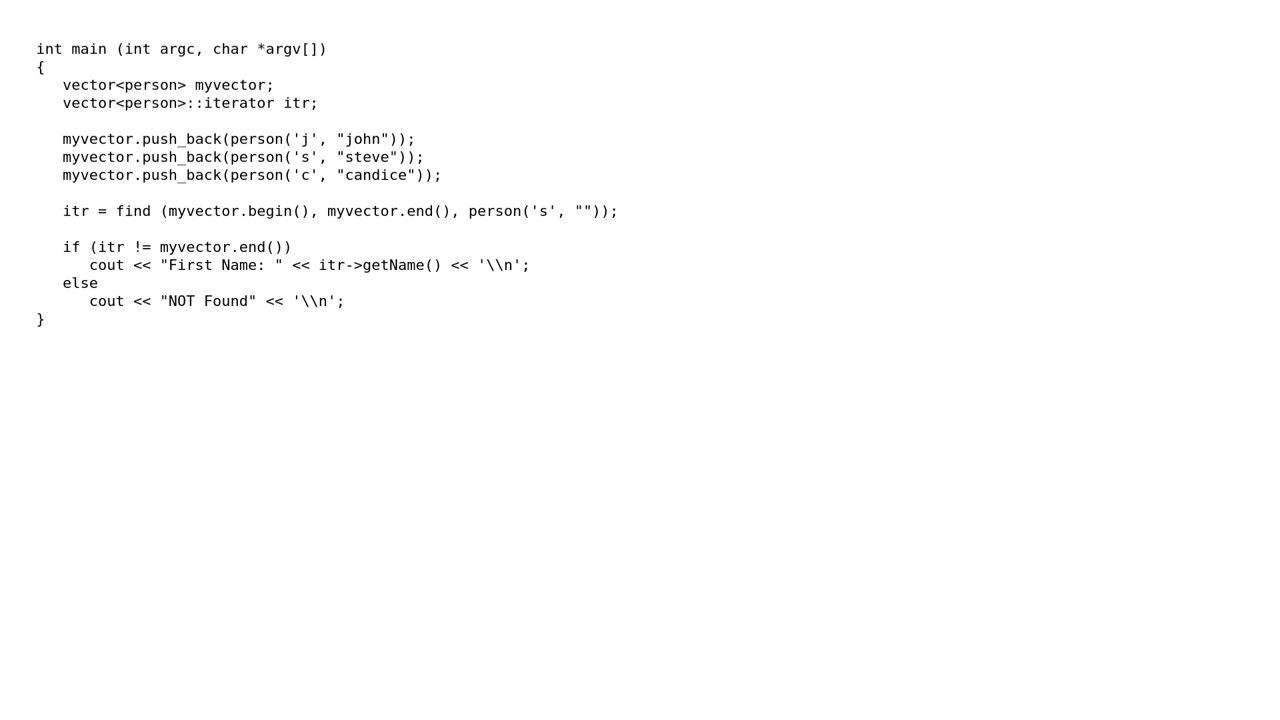 int main (int argc, char *argv[])
{
   vector<person> myvector;
   vector<person>::iterator itr;

   myvector.push_back(person('j', "john"));
   myvector.push_back(person('s', "steve"));
   myvector.push_back(person('c', "candice"));

   itr = find (myvector.begin(), myvector.end(), person('s', ""));

   if (itr != myvector.end())
      cout << "First Name: " << itr->getName() << '\\n';
   else
      cout << "NOT Found" << '\\n';
}